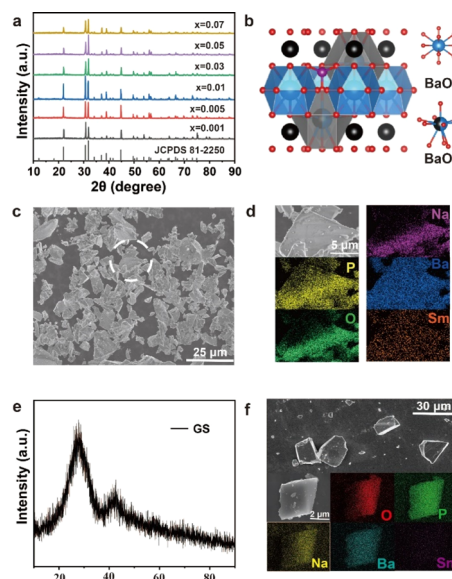 a
Intensity (a.u.)
x=0.07
x=0.05
x=0.03
x=0.01
x=0.005
x=0.001
JCPDS 81-2250
10 20 30 40 50 60 70 80 90
2θ (degree)
b
BaO
BaO
c
25 μm
d
5 μm
Na
P
Ba
O
Sm
e
Intensity (a.u.)
GS
20 40 60 80
f
30 μm
2 μm
O
P
Na
Ba